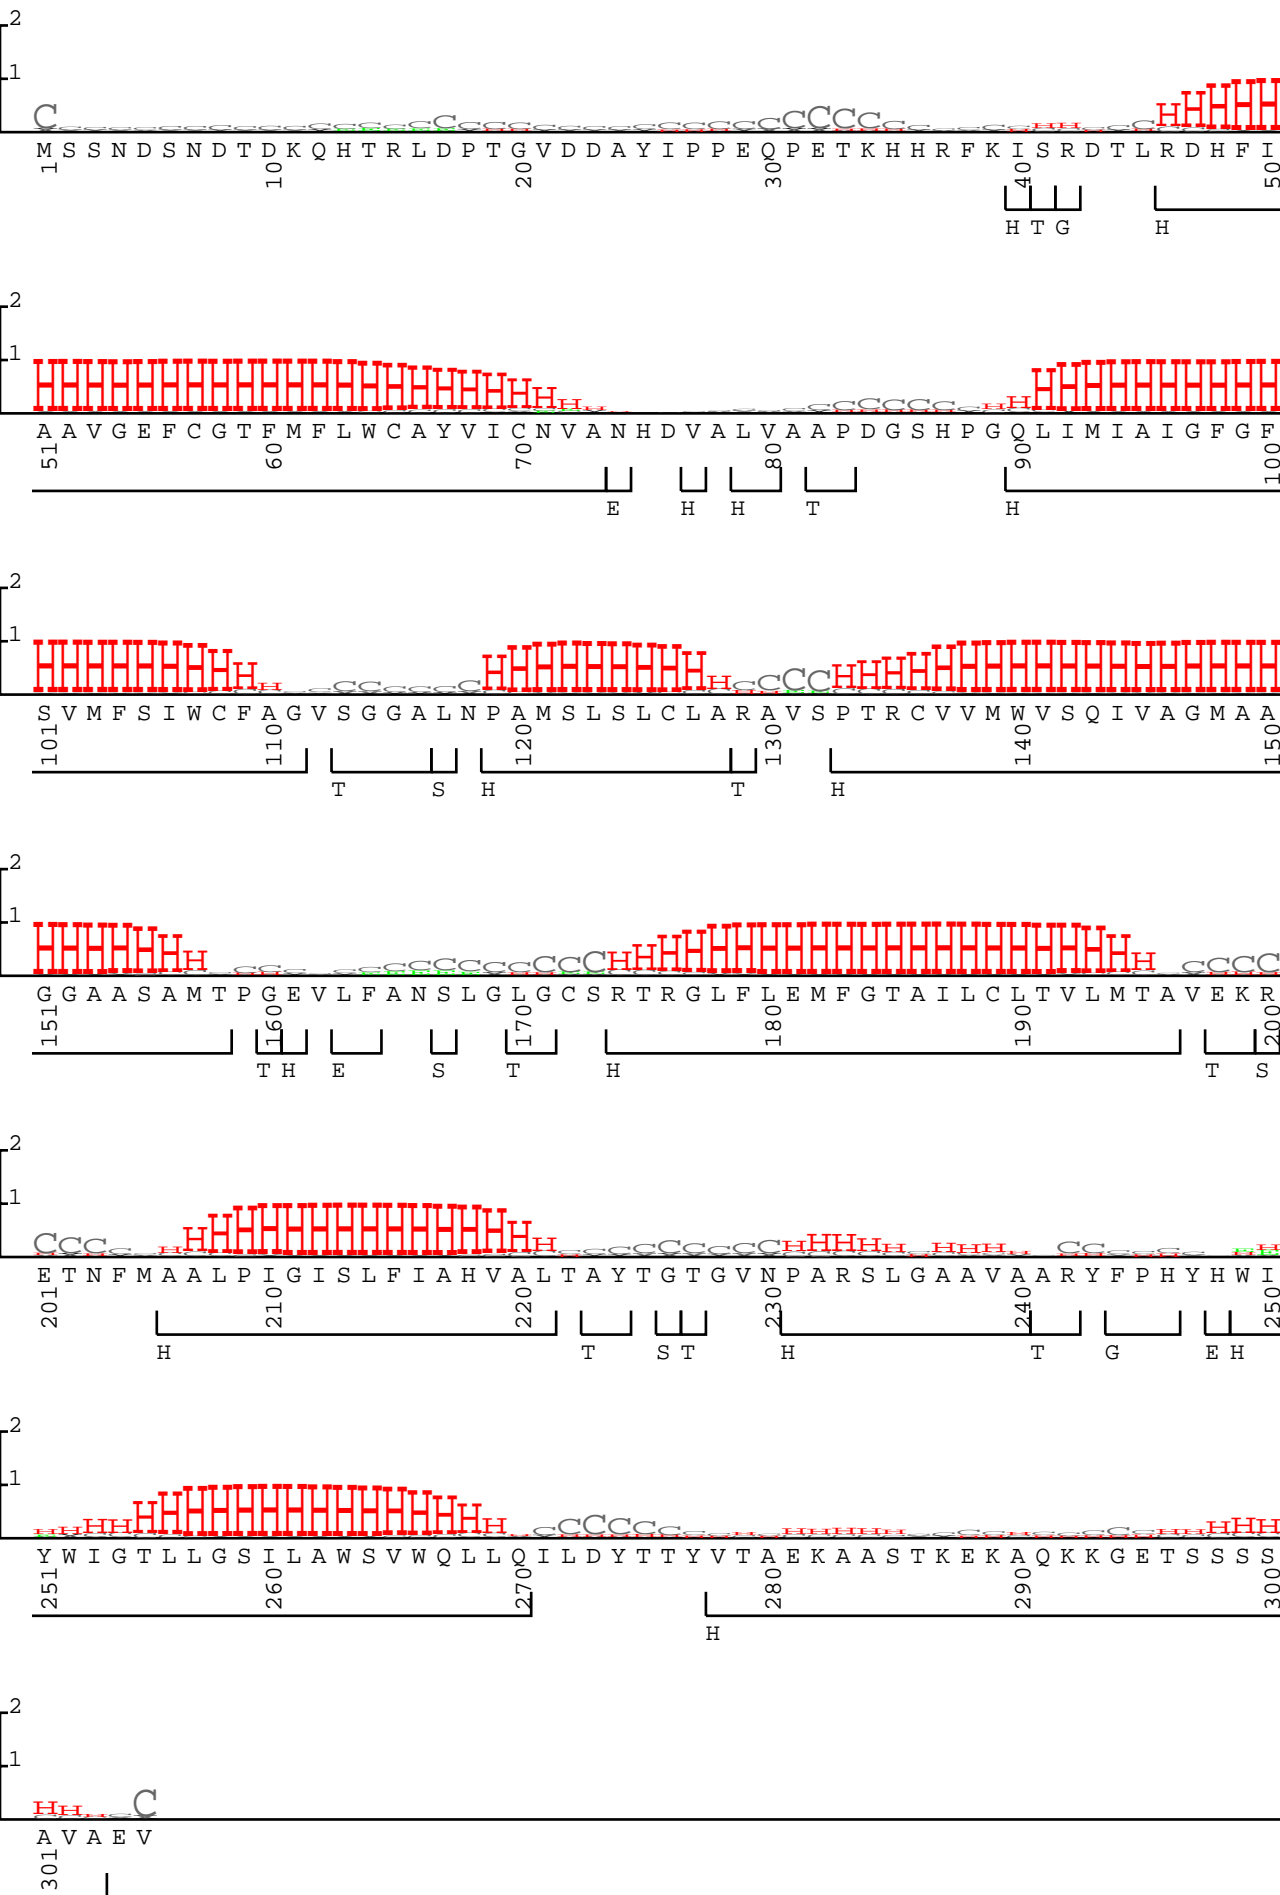 2
1
M S S N D S N D T D K Q H T R L D P T G V D D A Y I P P E Q P E T K H H R F K I S R D T L R D H F I
1 10 20 30 40 50
H T G H
2
1
A A V G E F C G T F M F L W C A Y V I C N V A N H D V A L V A A P D G S H P G Q L I M I A I G F G F
51 60 70 80 90 100
E H H T H
2
1
S V M F S I W C F A G V S G G A L N P A M S L S L C L A R A V S P T R C V V M W V S Q I V A G M A A
101 110 120 130 140 150
T S H T H
2
1
G G A A S A M T P G E V L F A N S L G L G C S R T R G L F L E M F G T A I L C L T V L M T A V E K R
151 160 170 180 190 200
T H E S T H T S
2
1
E T N F M A A L P I G I S L F I A H V A L T A Y T G T G V N P A R S L G A A V A A R Y F P H Y H W I
201 210 220 230 240 250
H T S T H T G E H
2
1
Y W I G T L L G S I L A W S V W Q L L Q I L D Y T T Y V T A E K A A S T K E K A Q K K G E T S S S S
251 260 270 280 290 300
H
2
1
A V A E V
301